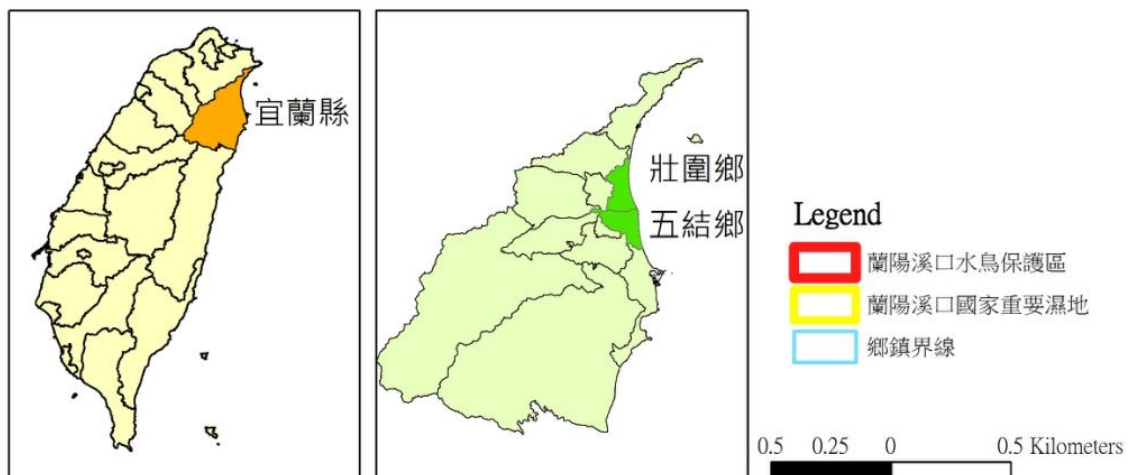 宜蘭縣
壯圍鄉
五結鄉
Legend
蘭陽溪口水鳥保護區
蘭陽溪口國家重要濕地
鄉鎮界線
0.5 0.25 0 0.5 Kilometers